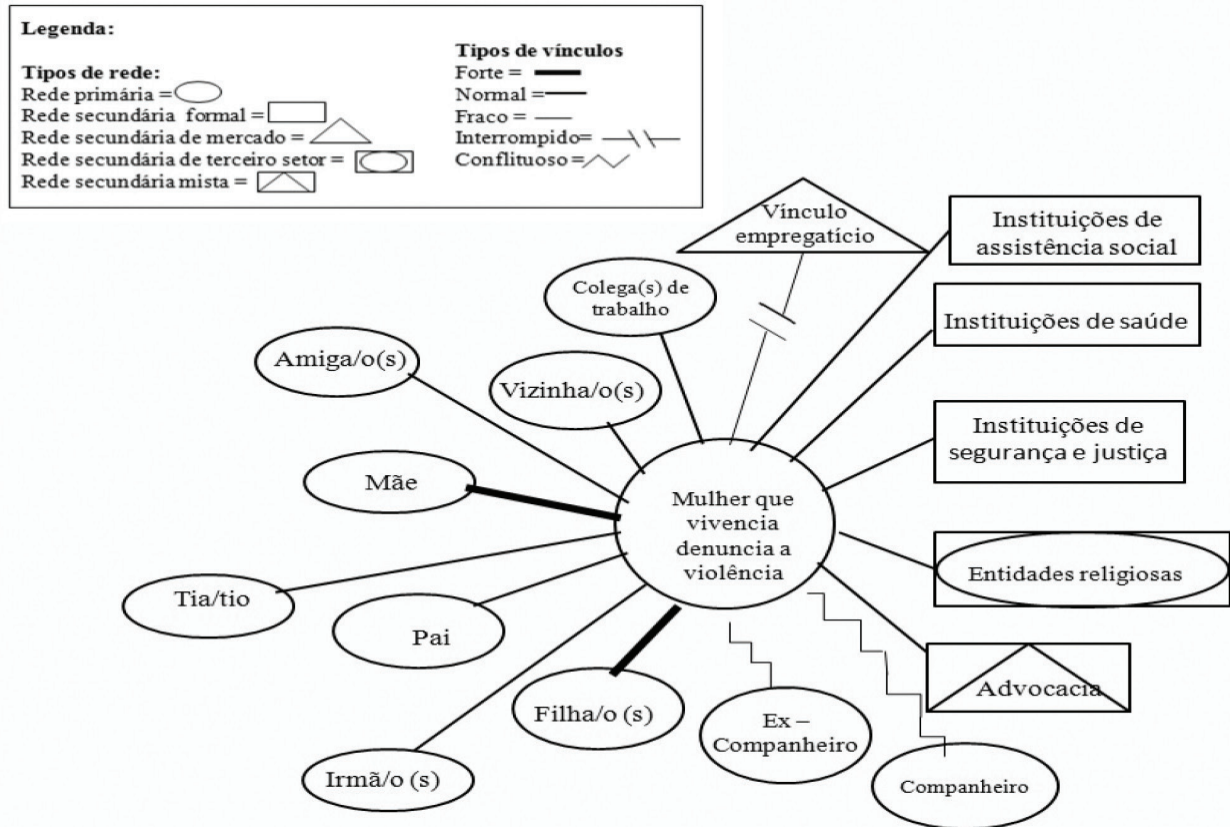 Legenda:
Tipos de rede:
Rede primária =
Rede secundária formal =
Rede secundária de mercado =
Rede secundária de terceiro setor =
Rede secundária mista =
Tipos de vínculos
Forte =
Normal=
Fraco =
Interrompido=
Conflituoso=
Vínculo
empregatício
Instituições de
assistência social
Colega(s) de
trabalho
Instituições de saúde
Amiga/o(s)
Vizinha/o(s)
Instituições de
segurança e justiça
Mãe
Mulher que
vivencia
denuncia a
violência
Entidades religiosas
Tia/tio
Pai
Advocacia
Filha/o (s)
Ex –
Companheiro
Irmã/o (s)
Companheiro